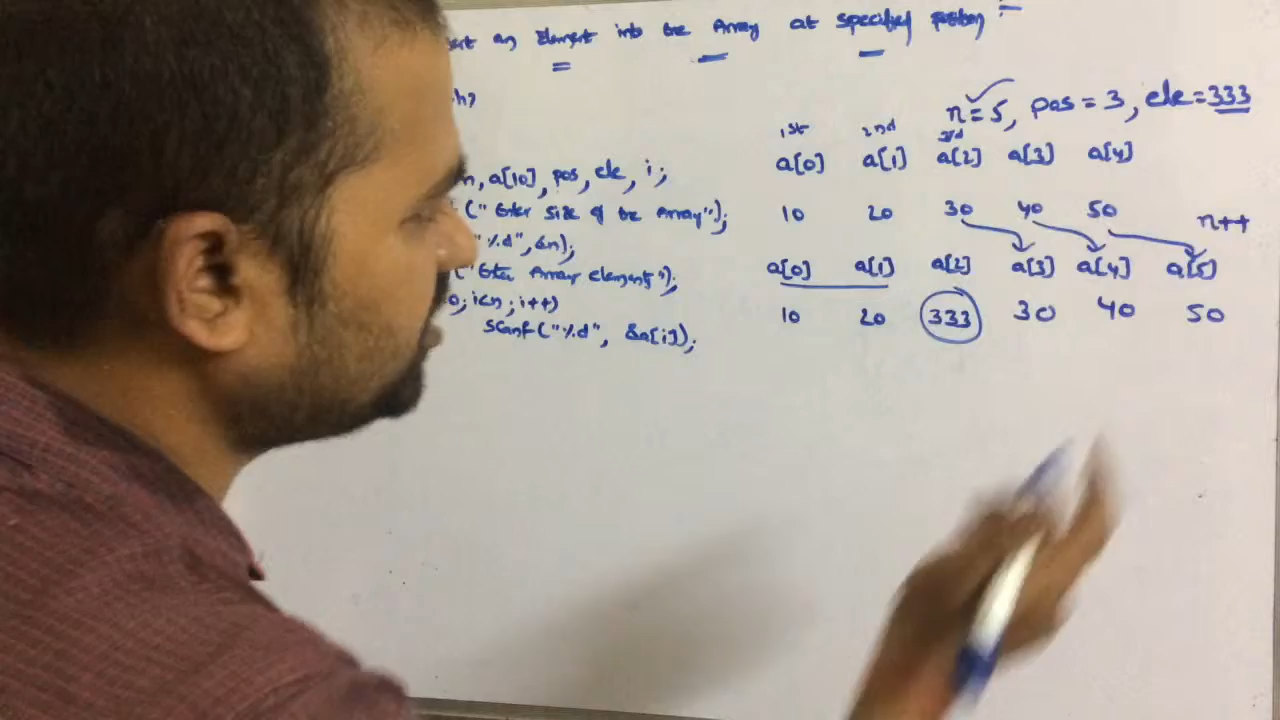 an Element into the Array at specified position :-
.h>
n=5, pos = 3, ele=333
1st 2nd 3rd
a[0] a[1] a[2] a[3] a[4]
n, a[10], pos, ele, i;
("Enter size of the Array");
10 20 30 40 50
n++
"%d", &n);
("Enter Array elements");
a[0] a[1] a[2] a[3] a[4] a[5]
0; i<n; i++)
10 20 333 30 40 50
scanf("%d", &a[i]);